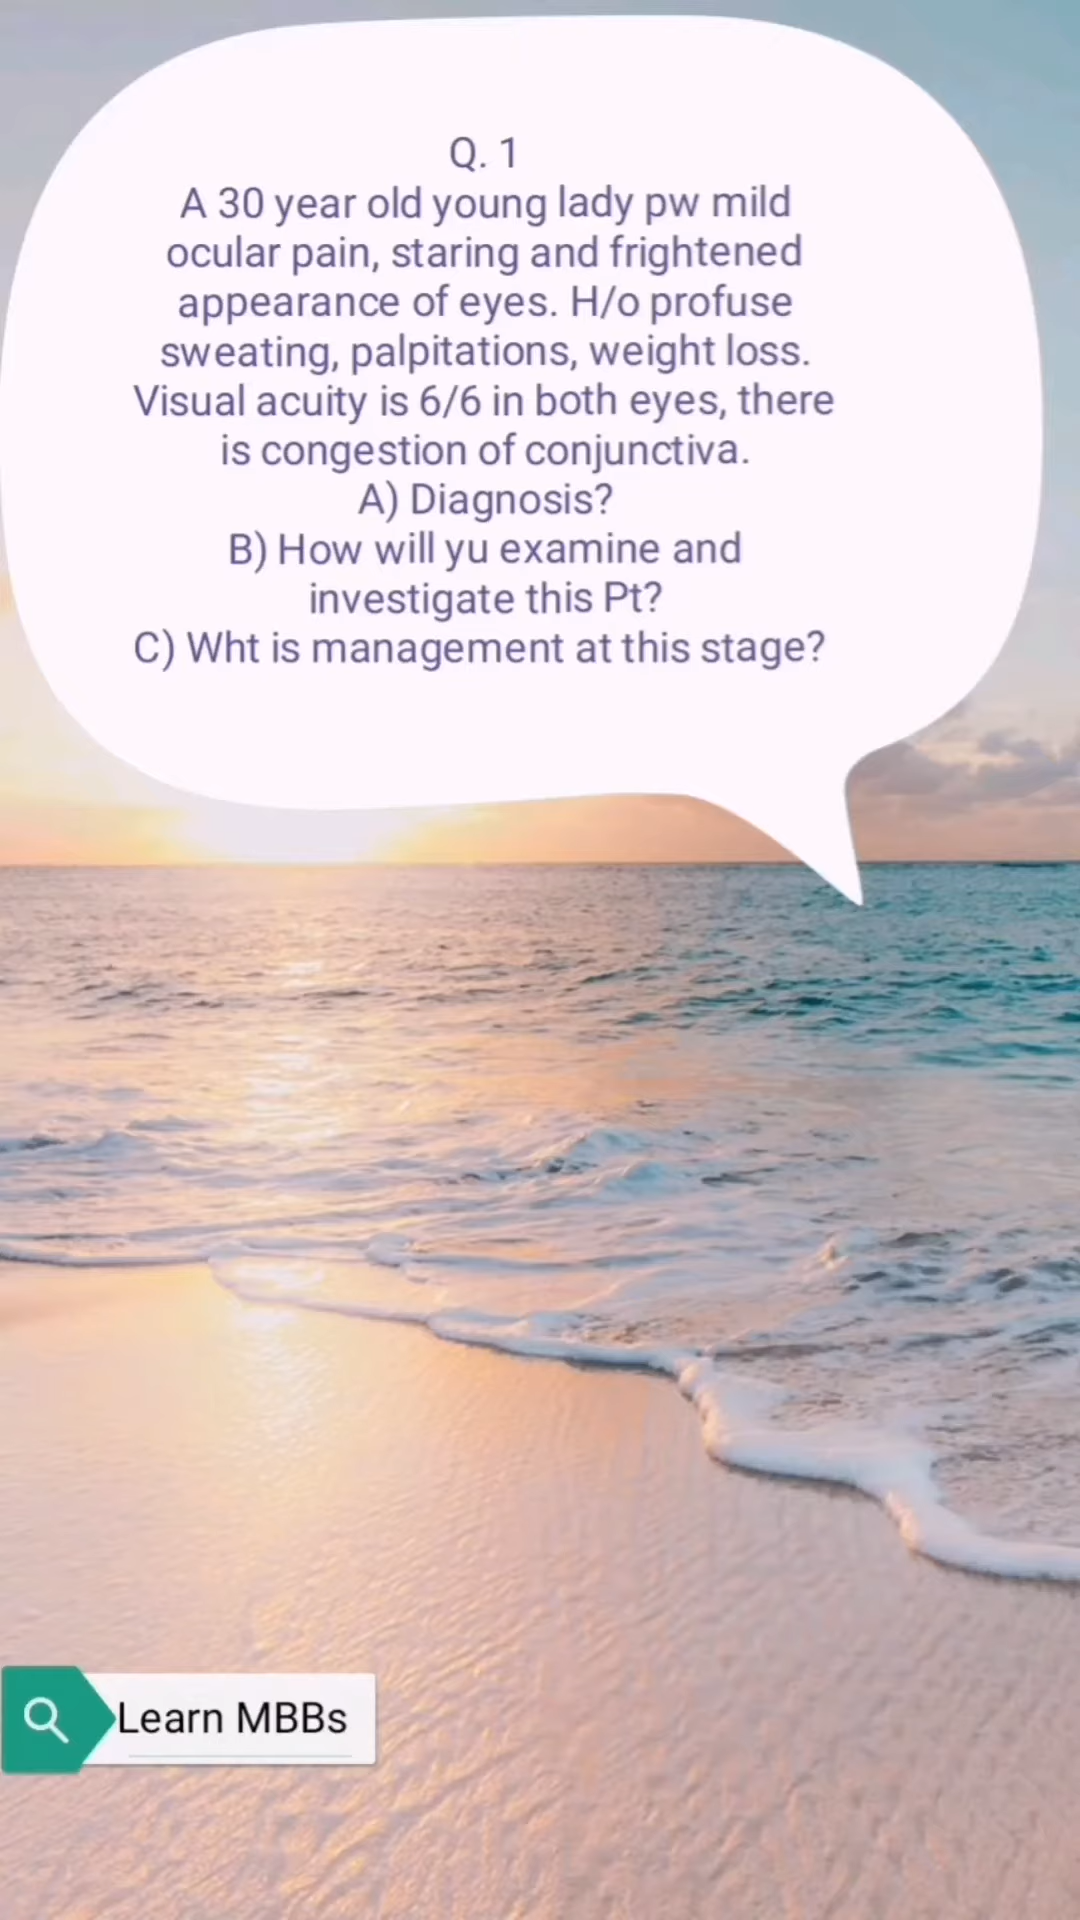 Q. 1
A 30 year old young lady pw mild
ocular pain, staring and frightened
appearance of eyes. H/o profuse
sweating, palpitations, weight loss.
Visual acuity is 6/6 in both eyes, there
is congestion of conjunctiva.
A) Diagnosis?
B) How will yu examine and
investigate this Pt?
C) Wht is management at this stage?
Learn MBBs